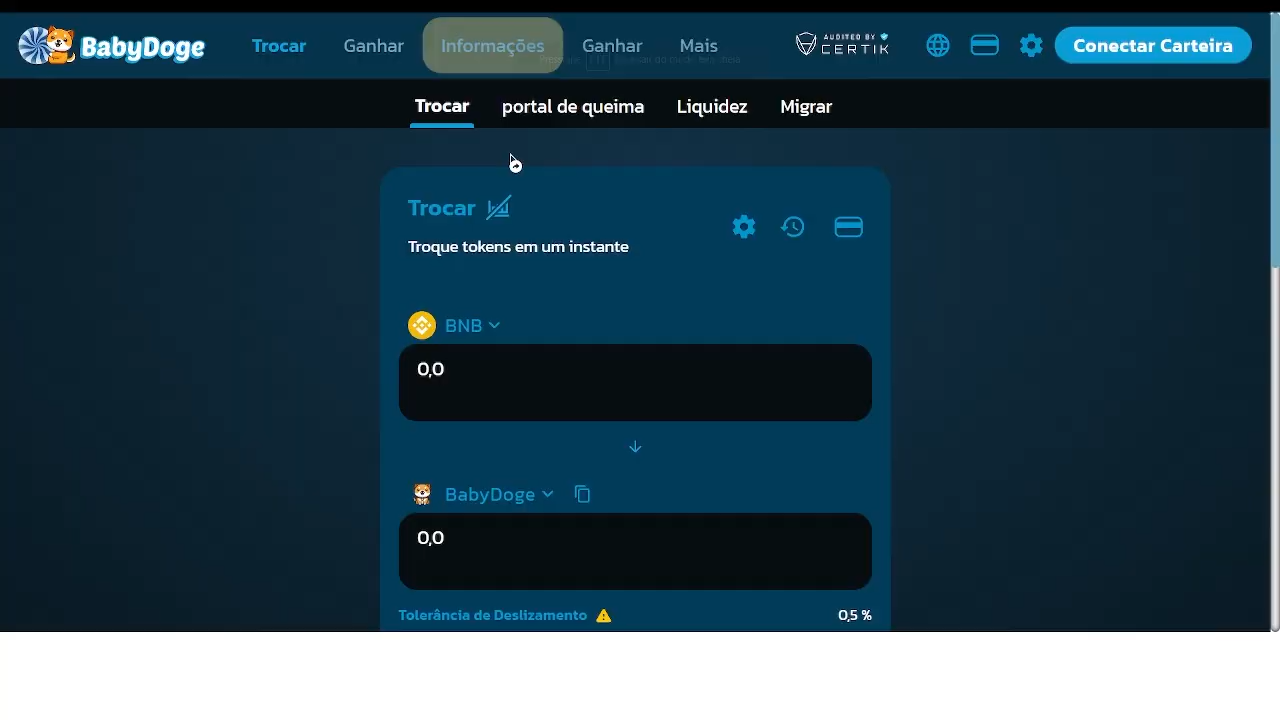 BabyDoge Trocar Ganhar Informações Ganhar Mais AUDITED BY CERTIK Conectar Carteira
Trocar portal de queima Liquidez Migrar
Trocar
Troque tokens em um instante
BNB
0,0
BabyDoge
0,0
Tolerância de Deslizamento 0,5 %